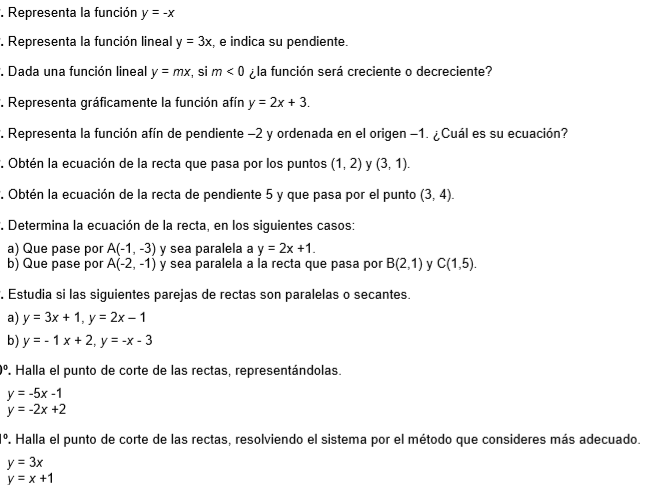 . Representa la función y = -x
. Representa la función lineal y = 3x, e indica su pendiente.
. Dada una función lineal y = mx, si m < 0 ¿la función será creciente o decreciente?
. Representa gráficamente la función afín y = 2x + 3.
. Representa la función afín de pendiente –2 y ordenada en el origen –1. ¿Cuál es su ecuación?
. Obtén la ecuación de la recta que pasa por los puntos (1, 2) y (3, 1).
. Obtén la ecuación de la recta de pendiente 5 y que pasa por el punto (3, 4).
. Determina la ecuación de la recta, en los siguientes casos:
a) Que pase por A(-1, -3) y sea paralela a y = 2x +1.
b) Que pase por A(-2, -1) y sea paralela a la recta que pasa por B(2,1) y C(1,5).
. Estudia si las siguientes parejas de rectas son paralelas o secantes.
a) y = 3x + 1, y = 2x – 1
b) y = - 1 x + 2, y = -x - 3
0º. Halla el punto de corte de las rectas, representándolas.
y = -5x -1
y = -2x +2
1º. Halla el punto de corte de las rectas, resolviendo el sistema por el método que consideres más adecuado.
y = 3x
y = x +1